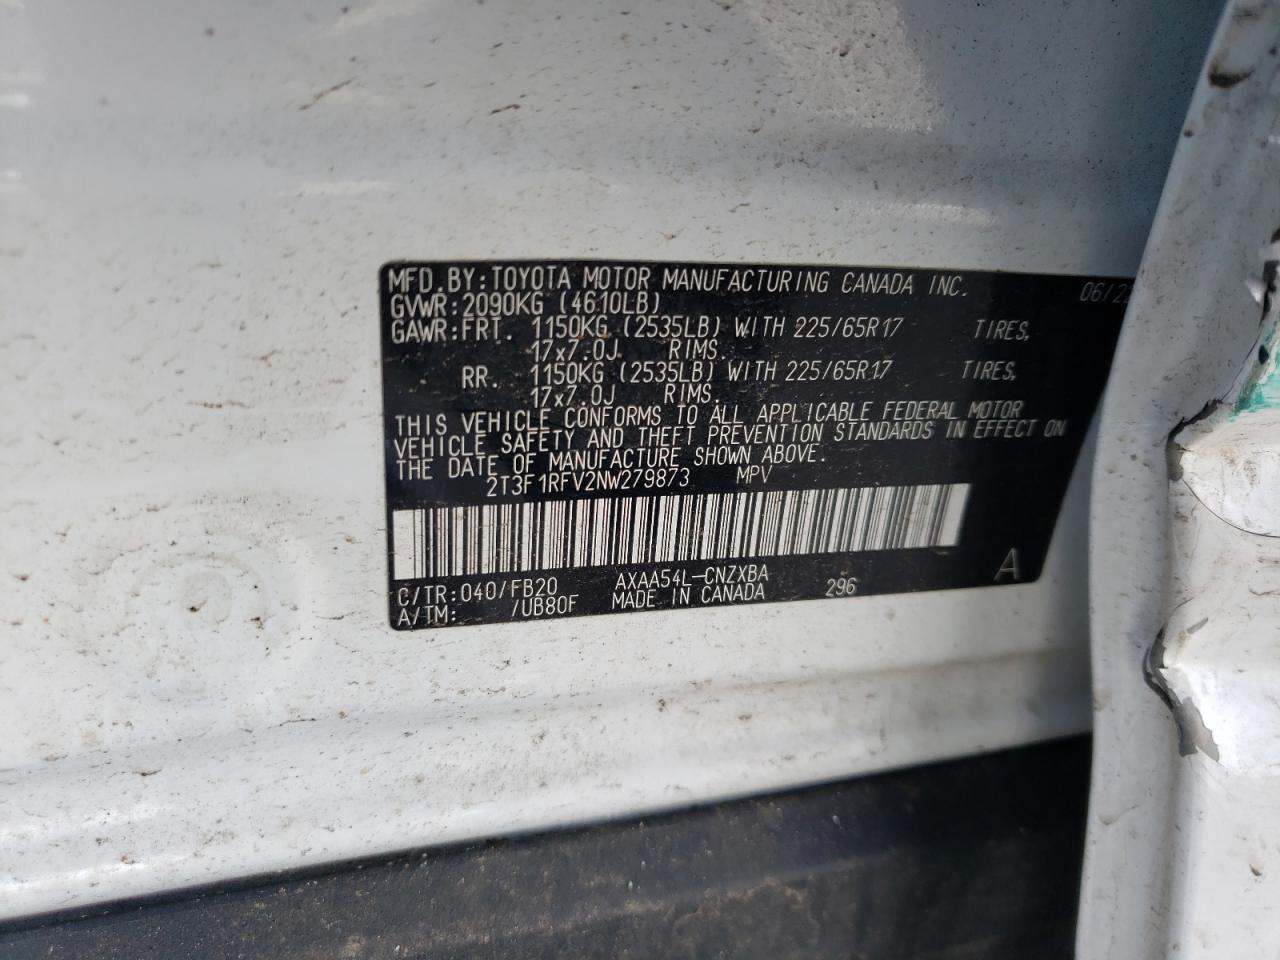 MFD.BY:TOYOTA MOTOR MANUFACTURING CANADA INC. 06/22
GVWR:2090KG (4610LB)
GAWR:FRT. 1150KG (2535LB) WITH 225/65R17 TIRES,
17x7.0J RIMS.
RR. 1150KG (2535LB) WITH 225/65R17 TIRES,
17x7.0J RIMS.
THIS VEHICLE CONFORMS TO ALL APPLICABLE FEDERAL MOTOR
VEHICLE SAFETY AND THEFT PREVENTION STANDARDS IN EFFECT ON
THE DATE OF MANUFACTURE SHOWN ABOVE.
2T3F1RFV2NW279873 MPV
C/TR:040/FB20 AXAA54L-CNZXBA 296 A
A/TM: /UB80F MADE IN CANADA